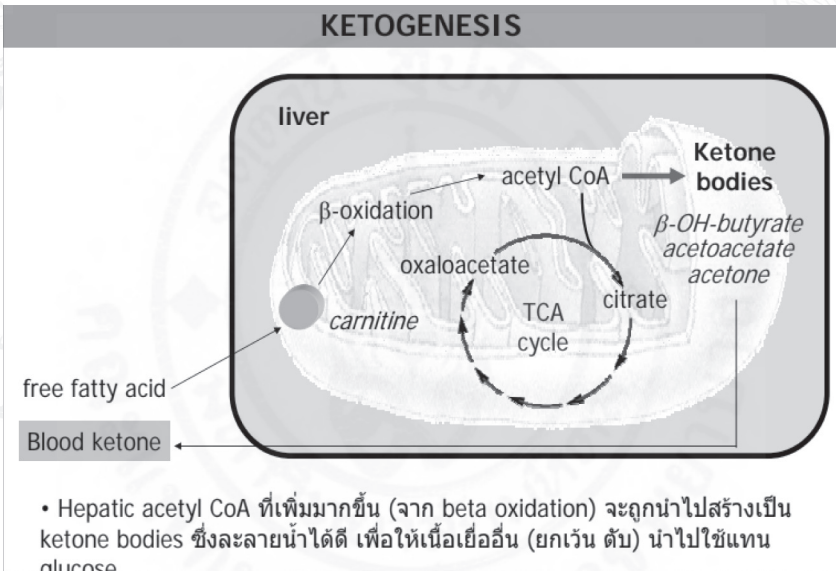 KETOGENESIS
liver
Ketone
bodies
acetyl CoA
β-oxidation
β-OH-butyrate
acetoacetate
acetone
oxaloacetate
citrate
TCA
cycle
carnitine
free fatty acid
Blood ketone
• Hepatic acetyl CoA ที่เพิ่มมากขึ้น (จาก beta oxidation) จะถูกนำไปสร้างเป็น
ketone bodies ซึ่งละลายน้ำได้ดี เพื่อให้เนื้อเยื่ออื่น (ยกเว้น ตับ) นำไปใช้แทน
glucose